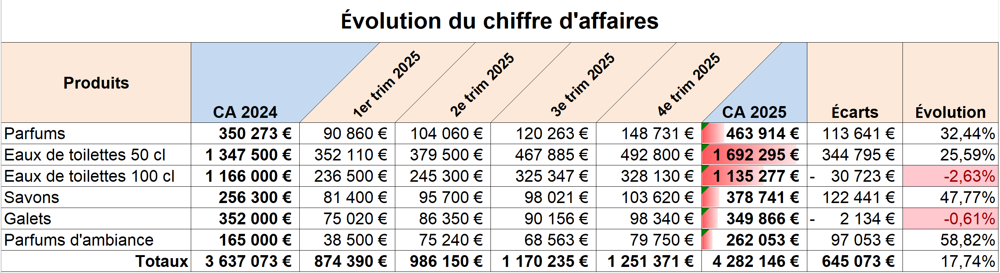 Évolution du chiffre d'affaires
Produits CA 2024 1er trim 2025 2e trim 2025 3e trim 2025 4e trim 2025 CA 2025 Écarts Évolution
Parfums 350 273 € 90 860 € 104 060 € 120 263 € 148 731 € 463 914 € 113 641 € 32,44%
Eaux de toilettes 50 cl 1 347 500 € 352 110 € 379 500 € 467 885 € 492 800 € 1 692 295 € 344 795 € 25,59%
Eaux de toilettes 100 cl 1 166 000 € 236 500 € 245 300 € 325 347 € 328 130 € 1 135 277 € - 30 723 € -2,63%
Savons 256 300 € 81 400 € 95 700 € 98 021 € 103 620 € 378 741 € 122 441 € 47,77%
Galets 352 000 € 75 020 € 86 350 € 90 156 € 98 340 € 349 866 € - 2 134 € -0,61%
Parfums d'ambiance 165 000 € 38 500 € 75 240 € 68 563 € 79 750 € 262 053 € 97 053 € 58,82%
Totaux 3 637 073 € 874 390 € 986 150 € 1 170 235 € 1 251 371 € 4 282 146 € 645 073 € 17,74%